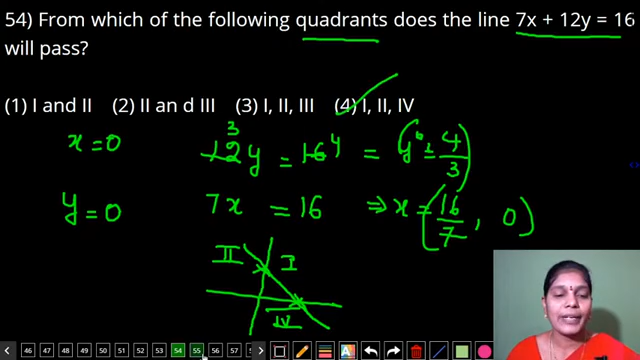 54) From which of the following quadrants does the line 7x + 12y = 16
will pass?
(1) I and II (2) II an d III (3) I, II, III (4) I, II, IV
x = 0 12y = 16 = y = 4/3
3 4
y = 0 7x = 16 ⇒ x = (16/7, 0)
II I
IV
46 47 48 49 50 51 52 53 54 55 56 57